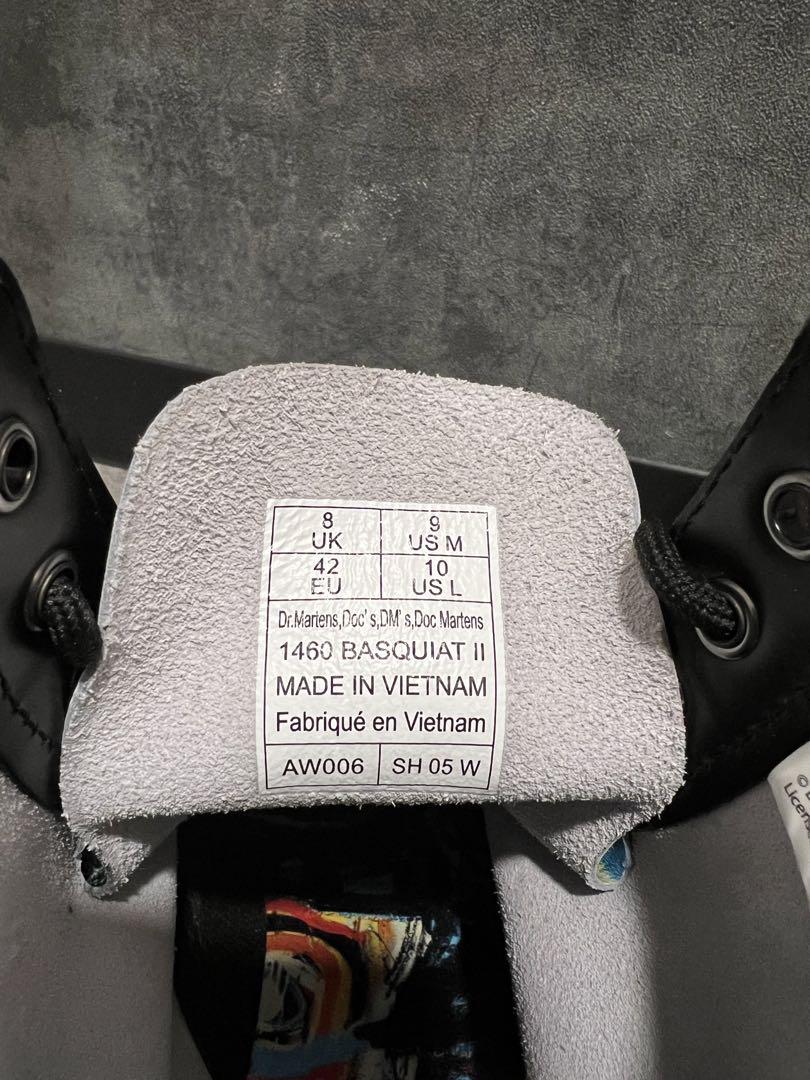 8 9
UK US M
42 10
EU US L
Dr.Martens,Doc's,DM's,Doc Martens
1460 BASQUIAT II
MADE IN VIETNAM
Fabriqué en Vietnam
AW006 SH 05 W
©